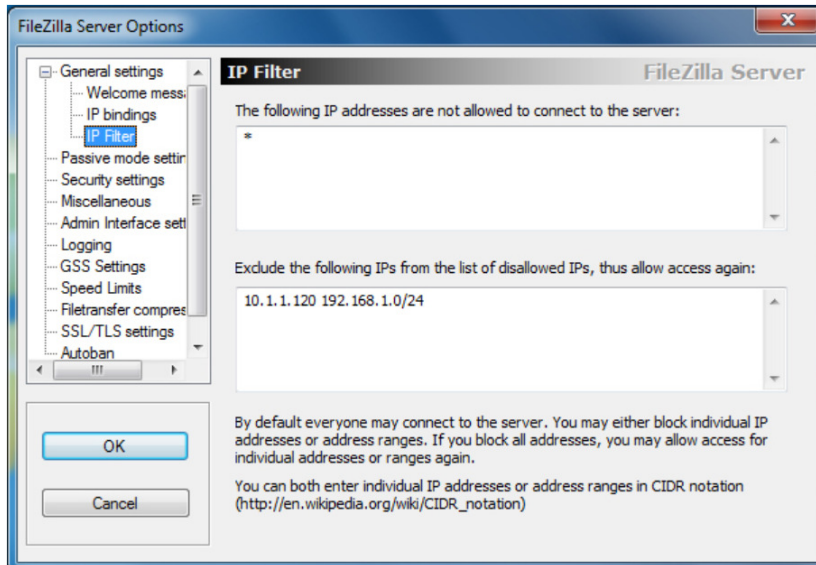 FileZilla Server Options
General settings
Welcome messa
IP bindings
IP Filter
Passive mode settin
Security settings
Miscellaneous
Admin Interface sett
Logging
GSS Settings
Speed Limits
Filetransfer compres
SSL/TLS settings
Autoban
OK
Cancel
IP Filter
FileZilla Server
The following IP addresses are not allowed to connect to the server:
*
Exclude the following IPs from the list of disallowed IPs, thus allow access again:
10.1.1.120 192.168.1.0/24
By default everyone may connect to the server. You may either block individual IP
addresses or address ranges. If you block all addresses, you may allow access for
individual addresses or ranges again.
You can both enter individual IP addresses or address ranges in CIDR notation
(http://en.wikipedia.org/wiki/CIDR_notation)